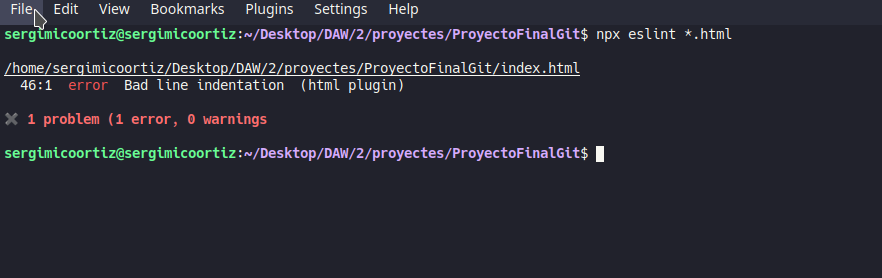 File Edit View Bookmarks Plugins Settings Help
sergimicoortiz@sergimicoortiz:~/Desktop/DAW/2/proyectes/ProyectoFinalGit$ npx eslint *.html
/home/sergimicoortiz/Desktop/DAW/2/proyectes/ProyectoFinalGit/index.html
46:1 error Bad line indentation (html plugin)
✖ 1 problem (1 error, 0 warnings
sergimicoortiz@sergimicoortiz:~/Desktop/DAW/2/proyectes/ProyectoFinalGit$